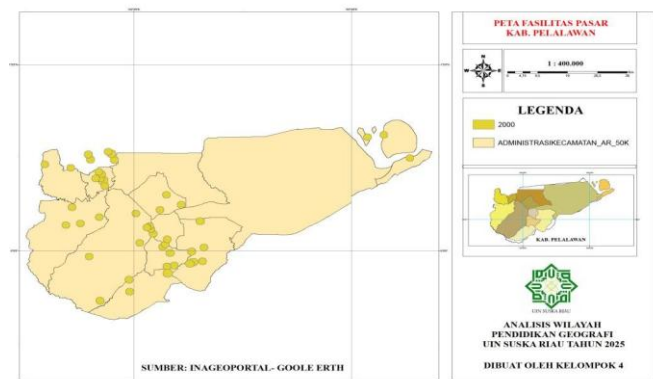 PETA FASILITAS PASAR
KAB. PELALAWAN
N
W E
S
1 : 400.000
LEGENDA
2000
ADMINISTRASIKECAMATAN_AR_50K
KAB. PELALAWAN
UIN SUSKA RIAU
ANALISIS WILAYAH
PENDIDIKAN GEOGRAFI
UIN SUSKA RIAU TAHUN 2025
DIBUAT OLEH KELOMPOK 4
SUMBER: INAGEOPORTAL- GOOLE ERTH